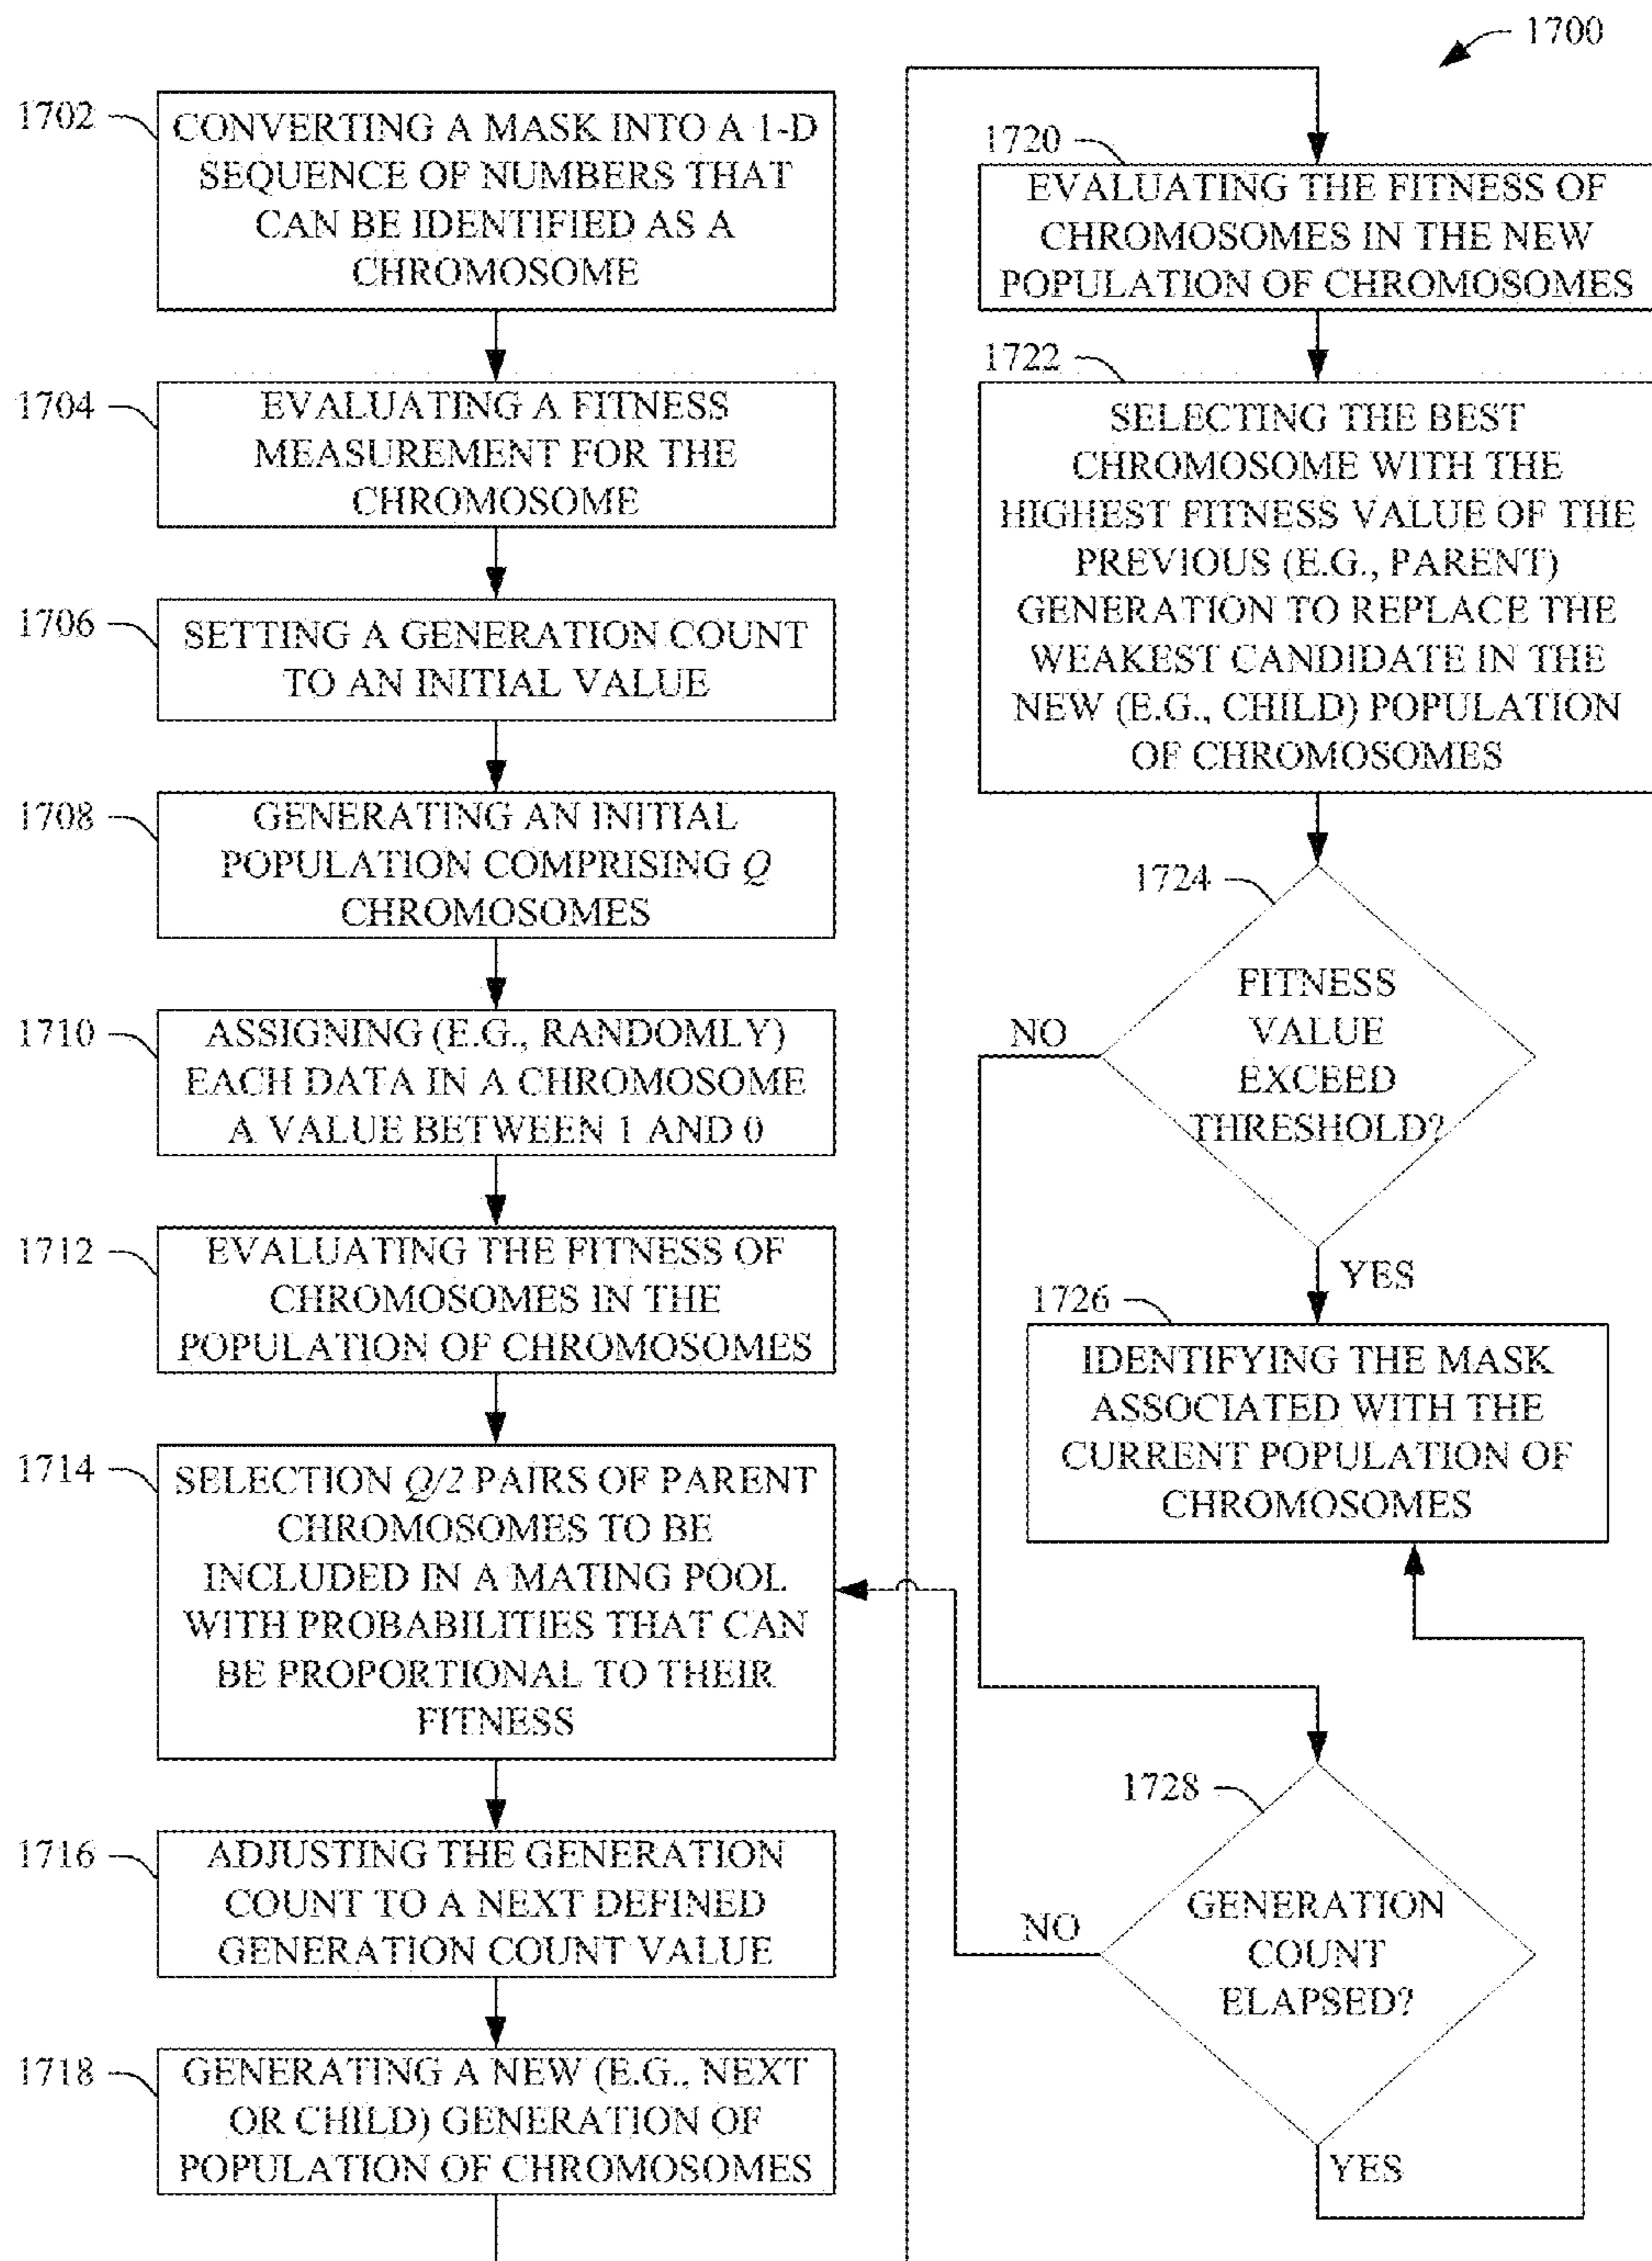 1700
1702
CONVERTING A MASK INTO A 1-D
SEQUENCE OF NUMBERS THAT
CAN BE IDENTIFIED AS A
CHROMOSOME
1704
EVALUATING A FITNESS
MEASUREMENT FOR THE
CHROMOSOME
1706
SETTING A GENERATION COUNT
TO AN INITIAL VALUE
1708
GENERATING AN INITIAL
POPULATION COMPRISING Q
CHROMOSOMES
1710
ASSIGNING (E.G., RANDOMLY)
EACH DATA IN A CHROMOSOME
A VALUE BETWEEN 1 AND 0
1712
EVALUATING THE FITNESS OF
CHROMOSOMES IN THE
POPULATION OF CHROMOSOMES
1714
SELECTION Q/2 PAIRS OF PARENT
CHROMOSOMES TO BE
INCLUDED IN A MATING POOL
WITH PROBABILITIES THAT CAN
BE PROPORTIONAL TO THEIR
FITNESS
1716
ADJUSTING THE GENERATION
COUNT TO A NEXT DEFINED
GENERATION COUNT VALUE
1718
GENERATING A NEW (E.G., NEXT
OR CHILD) GENERATION OF
POPULATION OF CHROMOSOMES
1720
EVALUATING THE FITNESS OF
CHROMOSOMES IN THE NEW
POPULATION OF CHROMOSOMES
1722
SELECTING THE BEST
CHROMOSOME WITH THE
HIGHEST FITNESS VALUE OF THE
PREVIOUS (E.G., PARENT)
GENERATION TO REPLACE THE
WEAKEST CANDIDATE IN THE
NEW (E.G., CHILD) POPULATION
OF CHROMOSOMES
1724
FITNESS
VALUE
EXCEED
THRESHOLD?
NO
YES
1726
IDENTIFYING THE MASK
ASSOCIATED WITH THE
CURRENT POPULATION OF
CHROMOSOMES
1728
GENERATION
COUNT
ELAPSED?
NO
YES